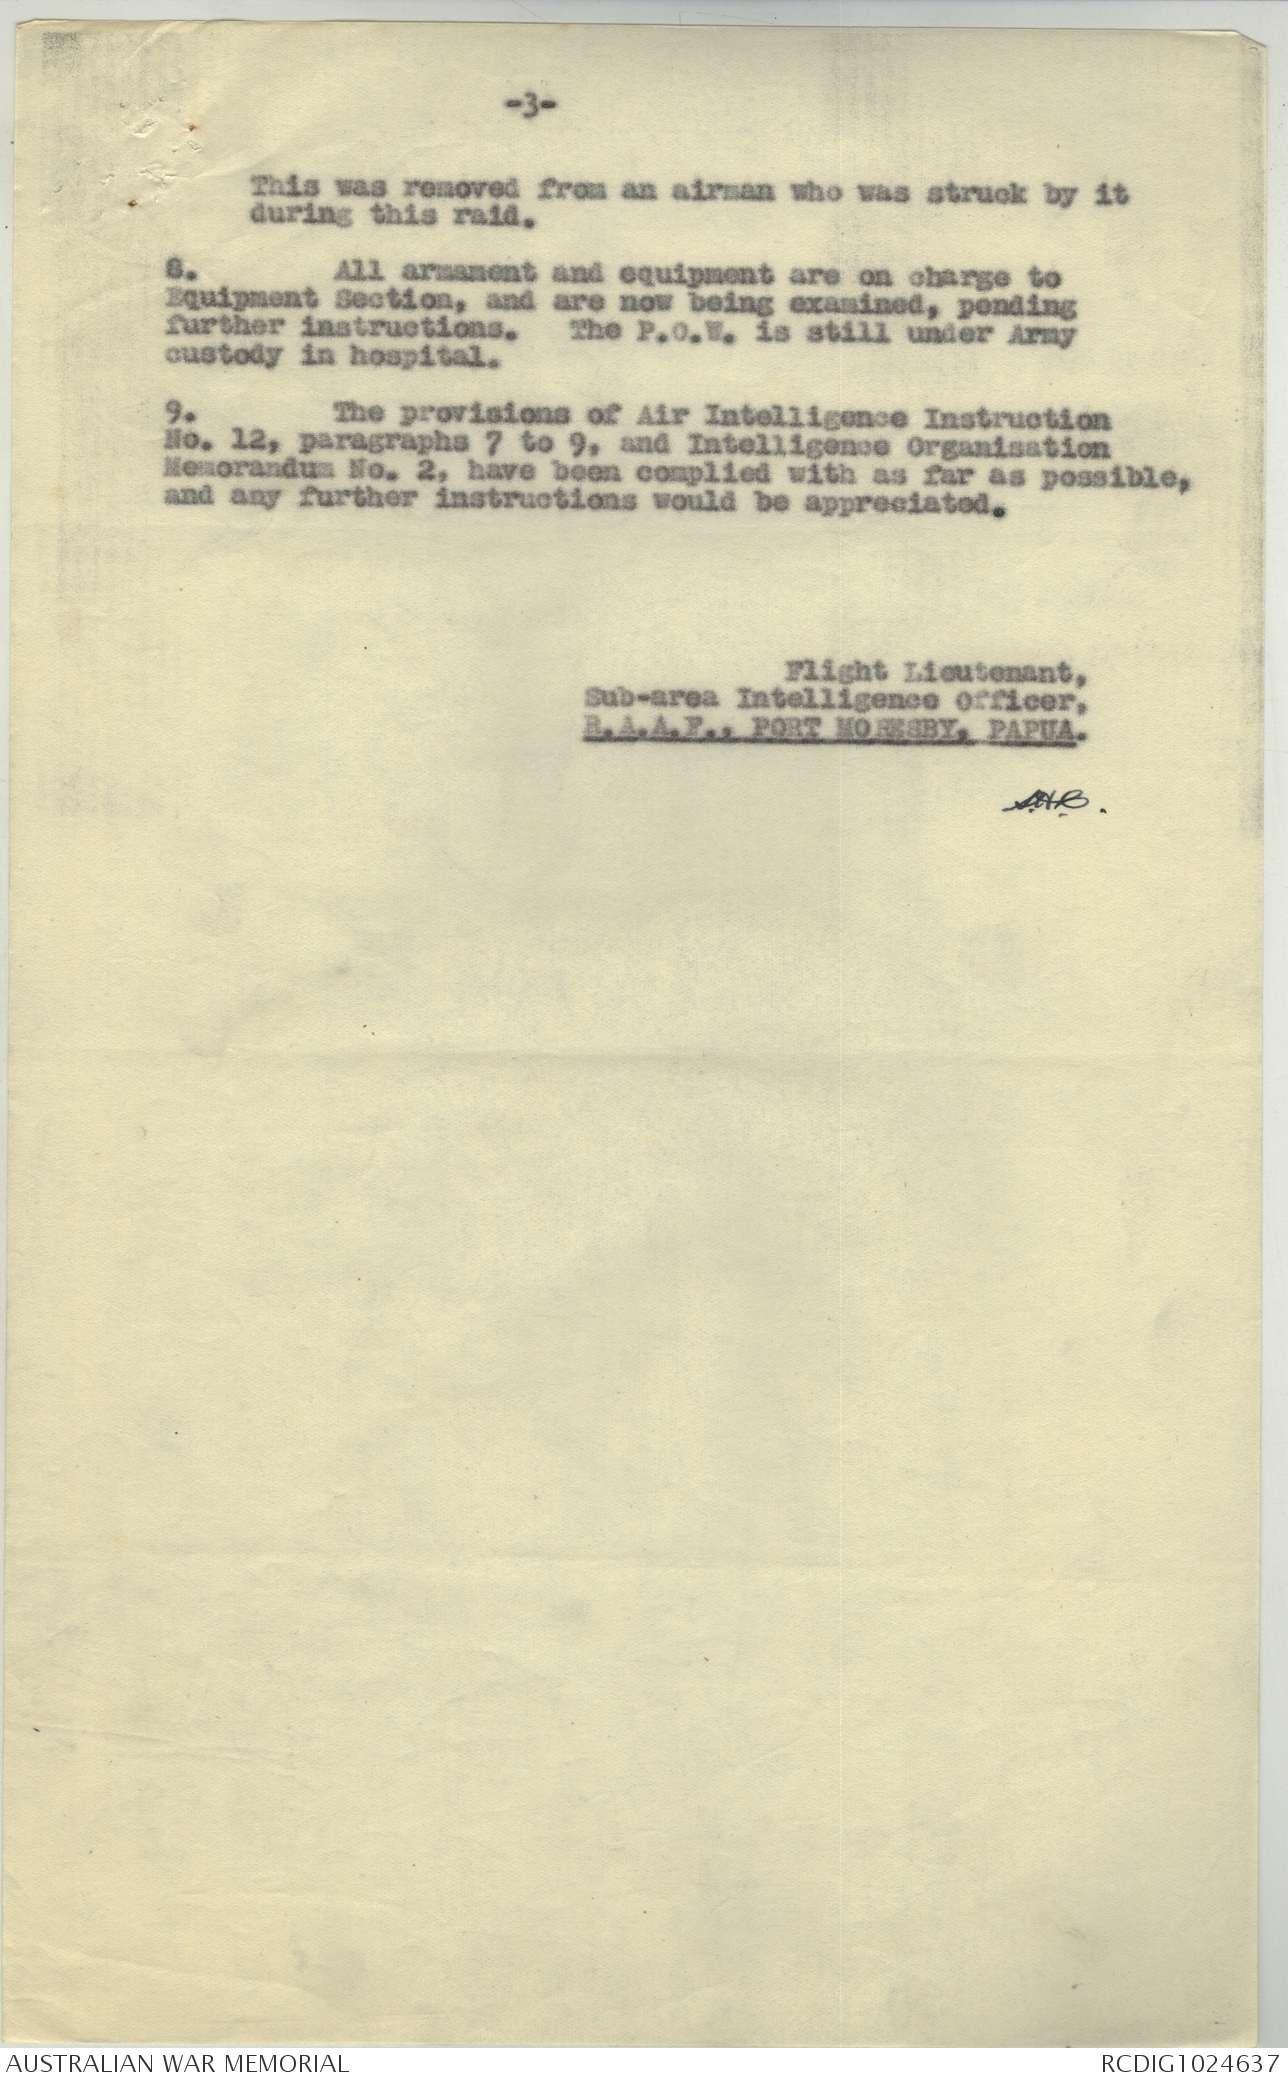 -3-
This was removed from an airman who was struck by it
during this raid.
8. All armament and equipment are on charge to
Equipment Section, and are now being examined, pending
further instructions. The P.O.W. is still under Army
custody in hospital.
9. The provisions of Air Intelligence Instruction
No. 12, paragraphs 7 to 9, and Intelligence Organisation
Memorandum No. 2, have been complied with as far as possible,
and any further instructions would be appreciated.
Flight Lieutenant,
Sub-area Intelligence Officer,
R.A.A.F., PORT MORESBY, PAPUA.
AUSTRALIAN WAR MEMORIAL
RCDIG1024637